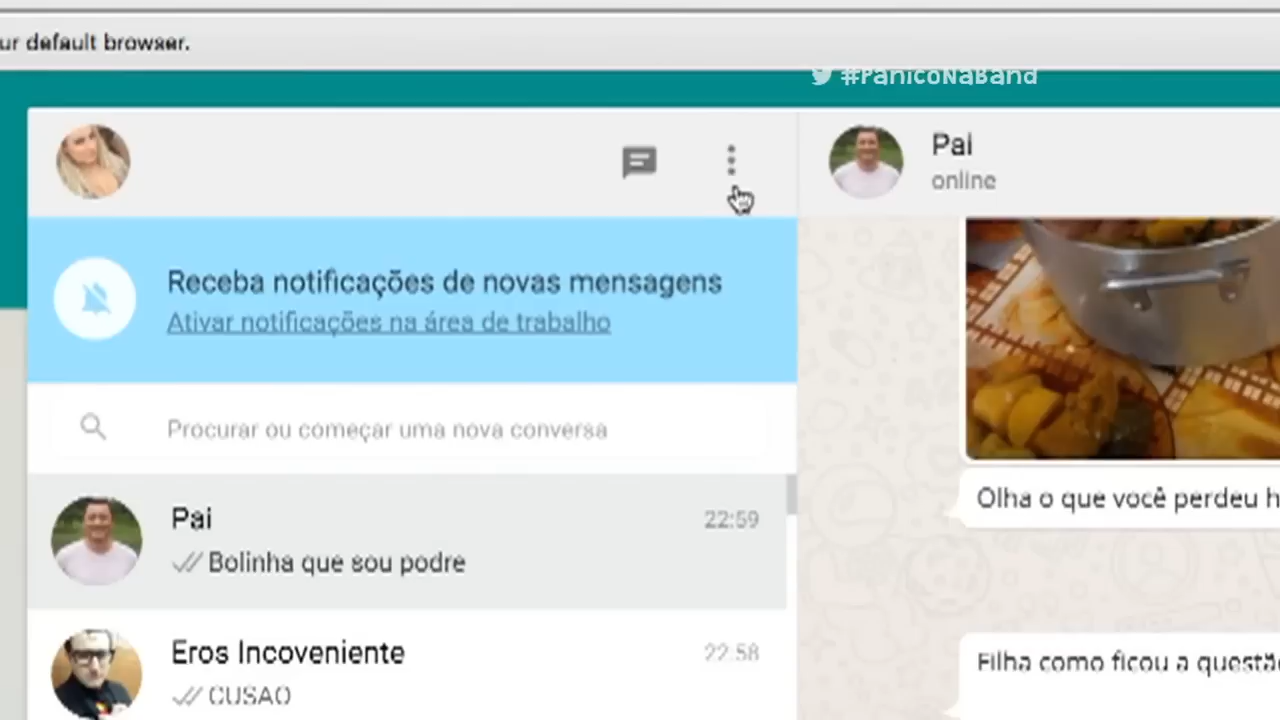 ur default browser.
#PanicoNaBand
Pai
online
Receba notificações de novas mensagens
Ativar notificações na área de trabalho
Procurar ou começar uma nova conversa
Olha o que você perdeu h
Pai
22:59
Bolinha que sou podre
Eros Incoveniente
22:58
CUSAO
Filha como ficou a questã